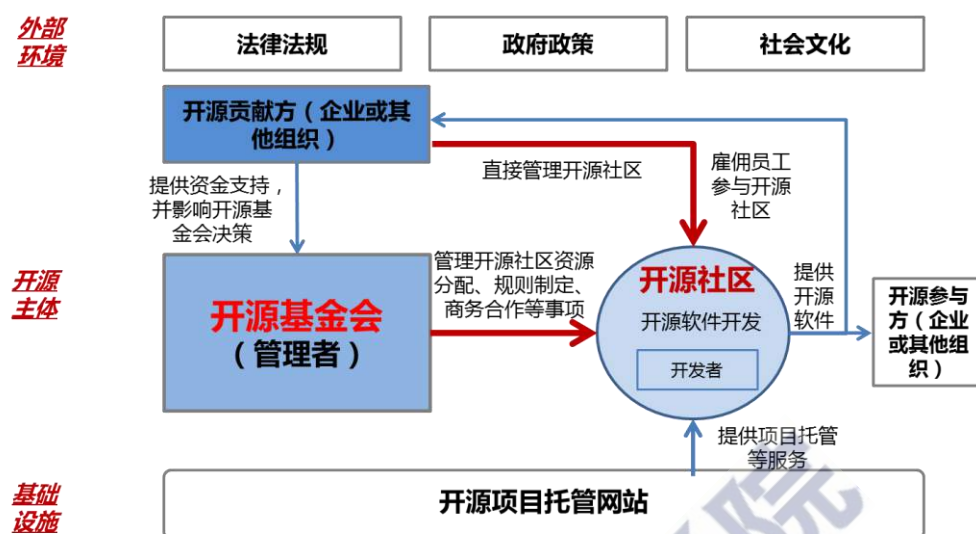 外部
环境
法律法规
政府政策
社会文化
开源贡献方（企业或其
他组织）
直接管理开源社区
雇佣员工
参与开源
社区
提供资金支持，
并影响开源基
金会决策
开源
主体
开源基金会
（管理者）
管理开源社区资源
分配、规则制定、
商务合作等事项
开源社区
开源软件开发
开发者
提供
开源
软件
开源参与
方（企业
或其他组
织）
提供项目托管
等服务
基础
设施
开源项目托管网站
院